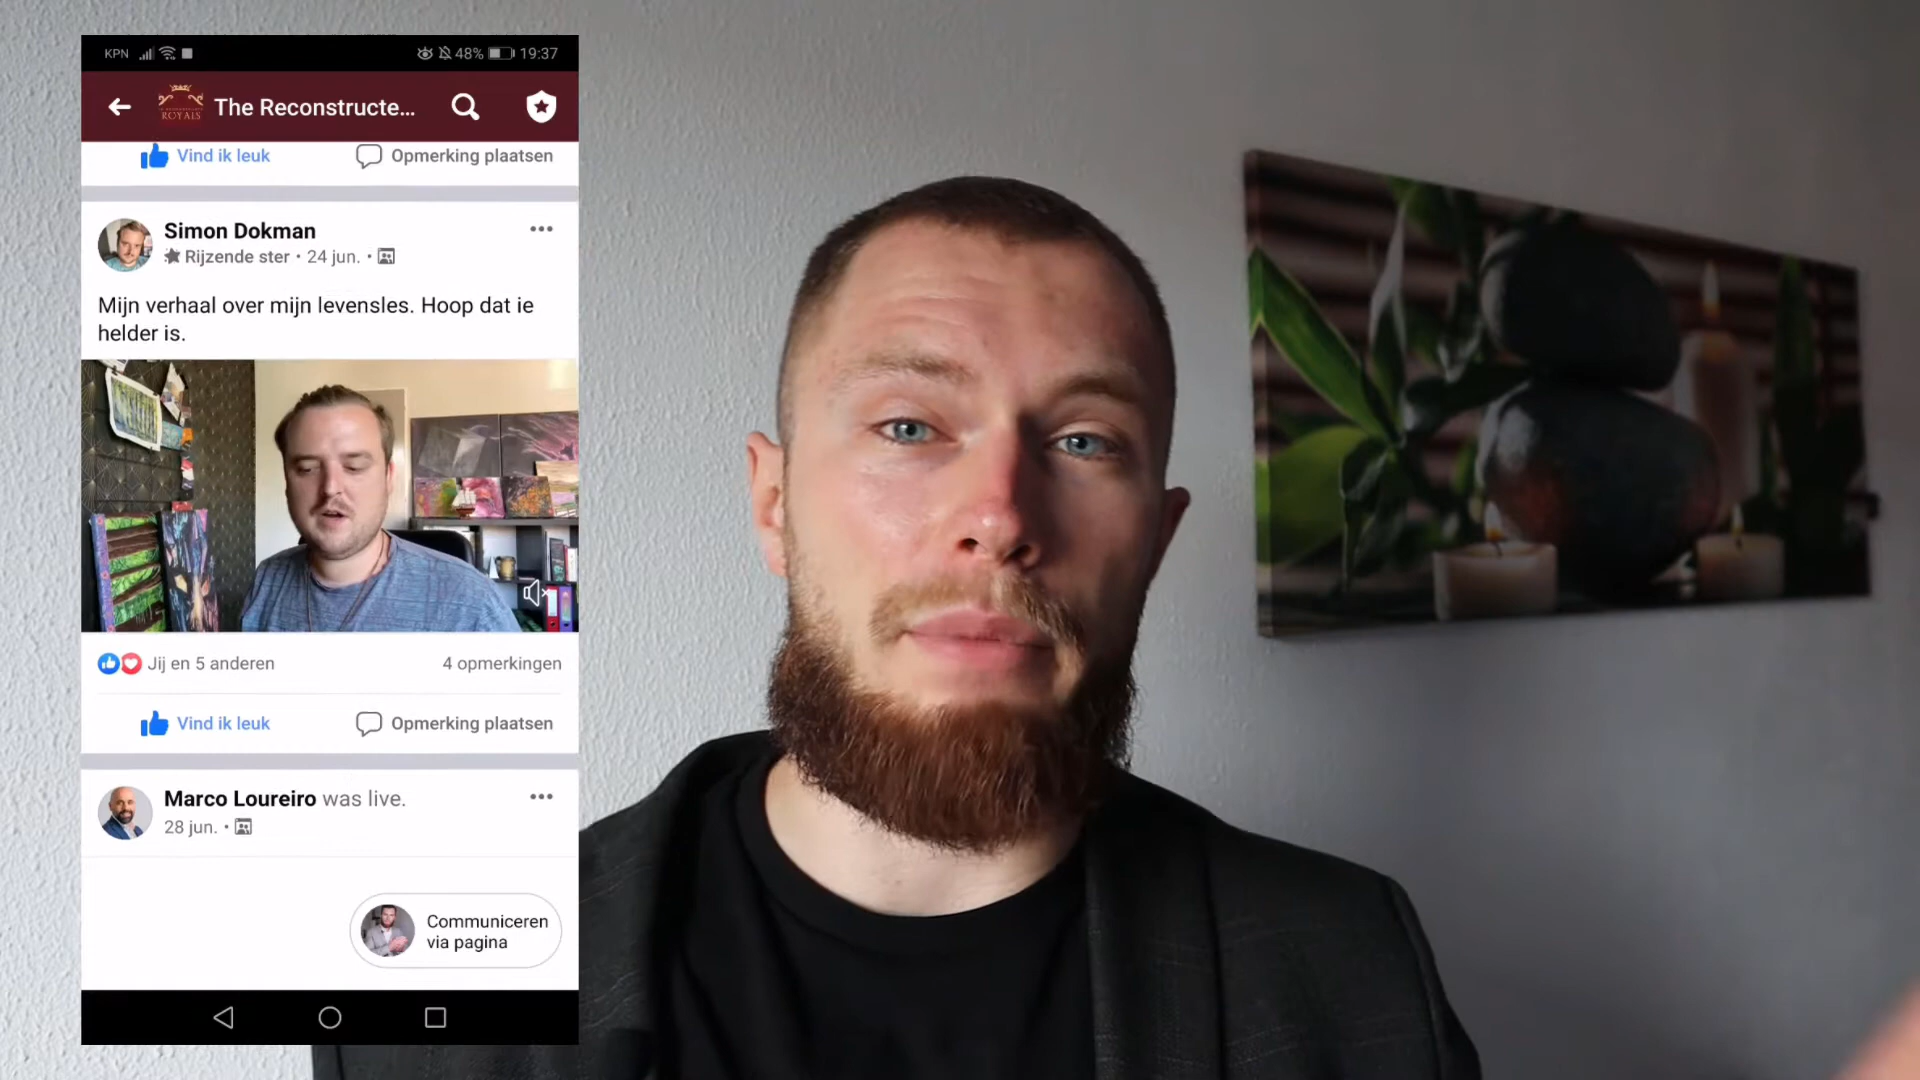 KPN 48% 19:37
ROYALS The Reconstructe...
Vind ik leuk Opmerking plaatsen
Simon Dokman
Rijzende ster • 24 jun. •
Mijn verhaal over mijn levensles. Hoop dat ie
helder is.
Jij en 5 anderen 4 opmerkingen
Vind ik leuk Opmerking plaatsen
Marco Loureiro was live.
28 jun. •
Communiceren
via pagina